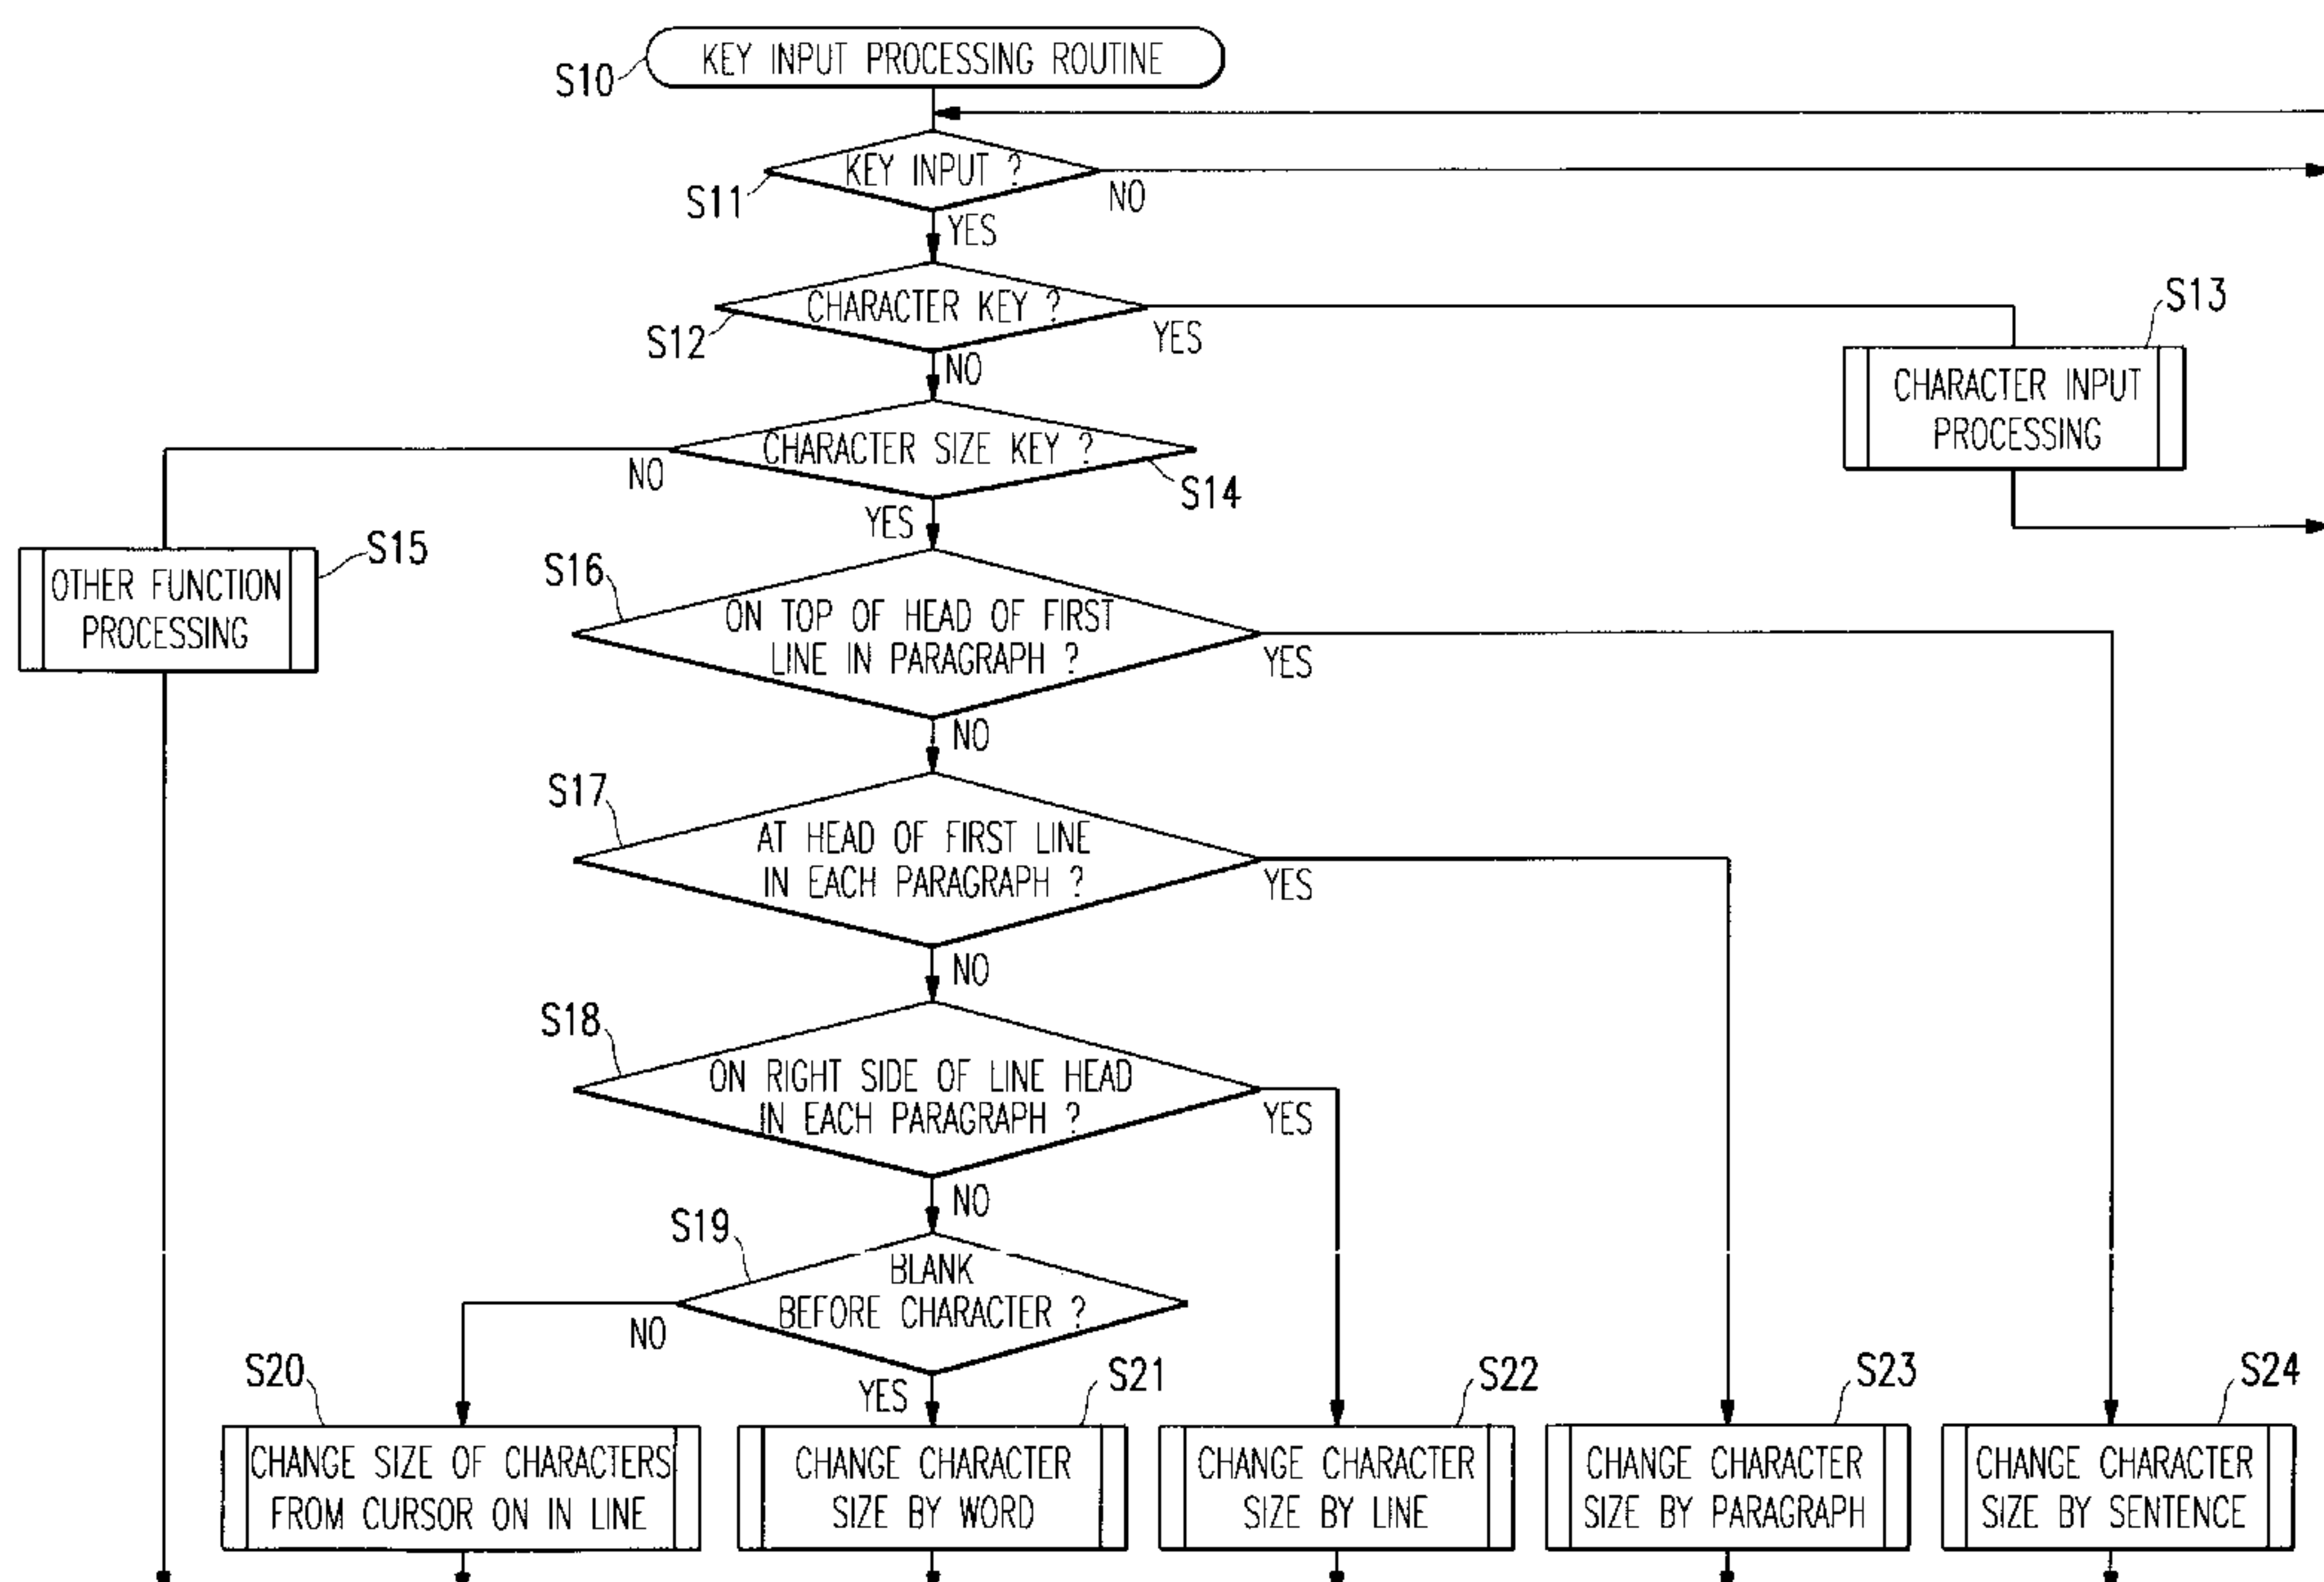 KEY INPUT PROCESSING ROUTINE
S10
KEY INPUT ?
S11
NO
YES
CHARACTER KEY ?
S12
YES
NO
S13
CHARACTER INPUT
PROCESSING
CHARACTER SIZE KEY ?
NO
S14
YES
S15
OTHER FUNCTION
PROCESSING
S16
ON TOP OF HEAD OF FIRST
LINE IN PARAGRAPH ?
YES
NO
S17
AT HEAD OF FIRST LINE
IN EACH PARAGRAPH ?
YES
NO
S18
ON RIGHT SIDE OF LINE HEAD
IN EACH PARAGRAPH ?
YES
NO
S19
BLANK
BEFORE CHARACTER ?
NO
YES
S20
CHANGE SIZE OF CHARACTERS
FROM CURSOR ON IN LINE
S21
CHANGE CHARACTER
SIZE BY WORD
S22
CHANGE CHARACTER
SIZE BY LINE
S23
CHANGE CHARACTER
SIZE BY PARAGRAPH
S24
CHANGE CHARACTER
SIZE BY SENTENCE